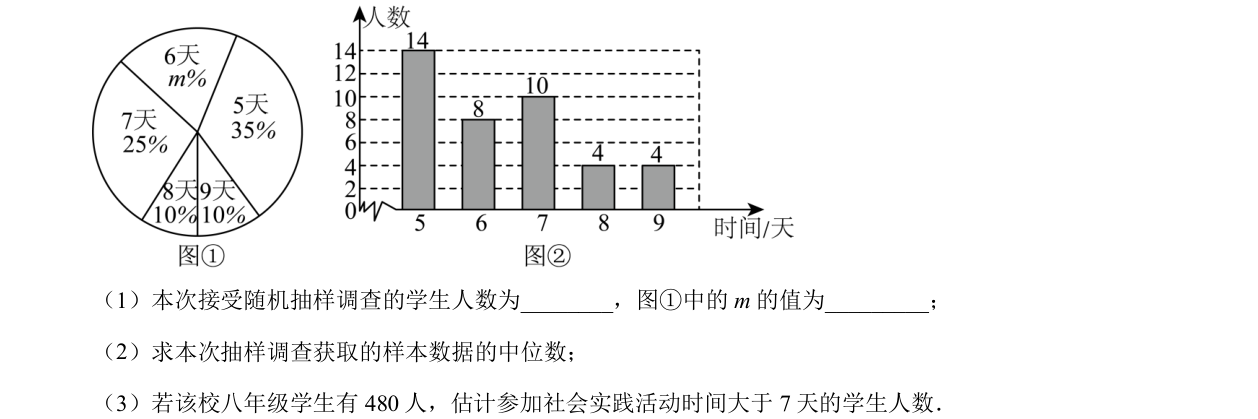 6天
m%
5天
35%
7天
25%
8天
10%
9天
10%
图①
人数
14
12
10
8
6
4
2
0
14
8
10
4
4
5 6 7 8 9
时间/天
图②
(1)本次接受随机抽样调查的学生人数为________,图①中的 m 的值为_________;
(2)求本次抽样调查获取的样本数据的中位数;
(3)若该校八年级学生有 480 人,估计参加社会实践活动时间大于 7 天的学生人数.